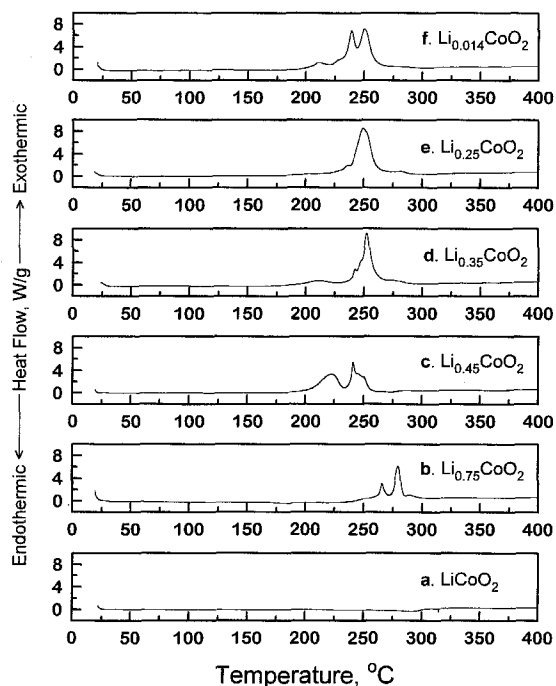 8
4
0
f. Li0.014CoO2
0 50 100 150 200 250 300 350 400
8
4
0
e. Li0.25CoO2
0 50 100 150 200 250 300 350 400
8
4
0
d. Li0.35CoO2
0 50 100 150 200 250 300 350 400
8
4
0
c. Li0.45CoO2
0 50 100 150 200 250 300 350 400
8
4
0
b. Li0.75CoO2
0 50 100 150 200 250 300 350 400
8
4
0
a. LiCoO2
0 50 100 150 200 250 300 350 400
Endothermic <—— Heat Flow, W/g ——> Exothermic
Temperature, °C